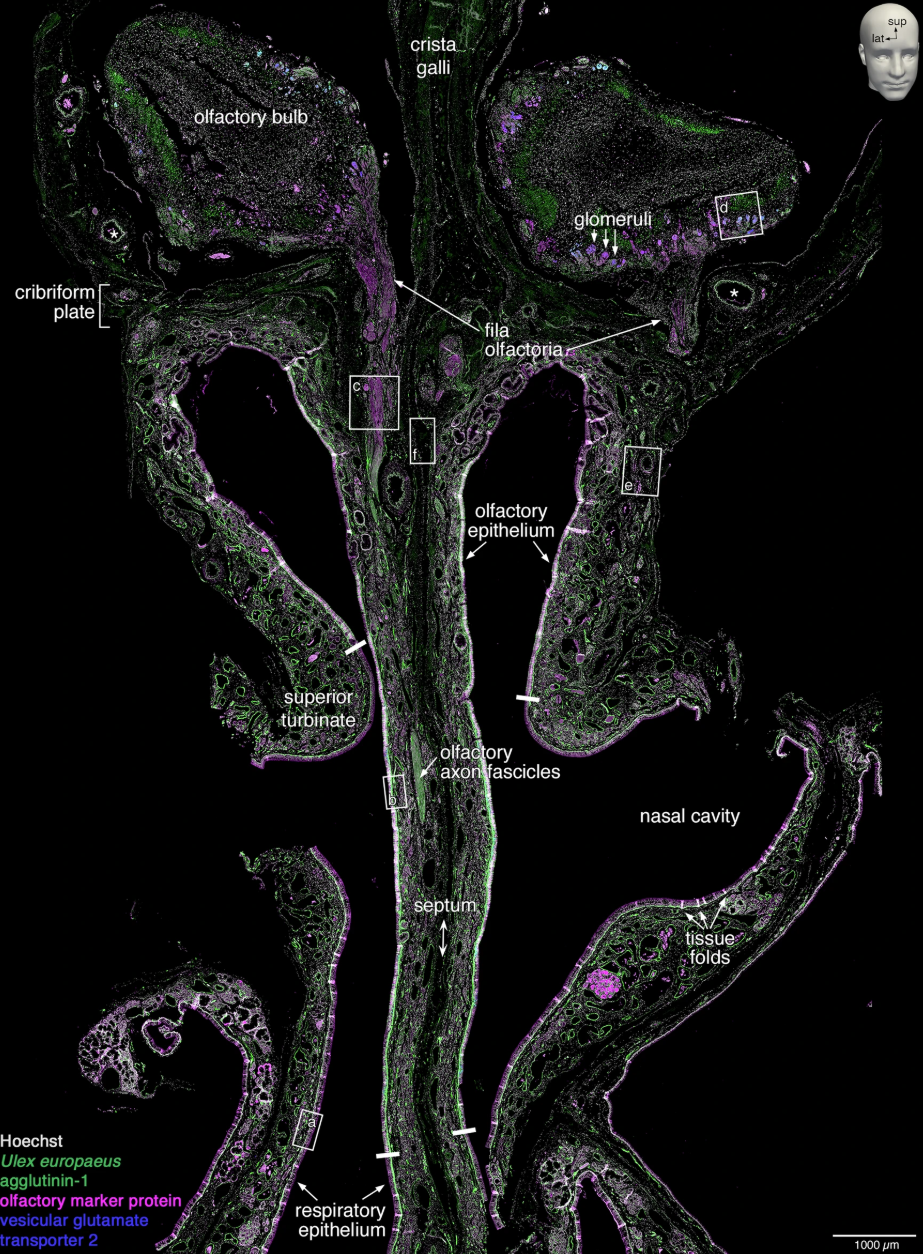 crista
galli
sup
lat
olfactory bulb
d
glomeruli
*
*
cribriform
plate
fila
olfactoria
c
f
e
olfactory
epithelium
superior
turbinate
olfactory
axon fascicles
b
nasal cavity
septum
tissue
folds
a
Hoechst
Ulex europaeus
agglutinin-1
olfactory marker protein
vesicular glutamate
transporter 2
respiratory
epithelium
1000 µm